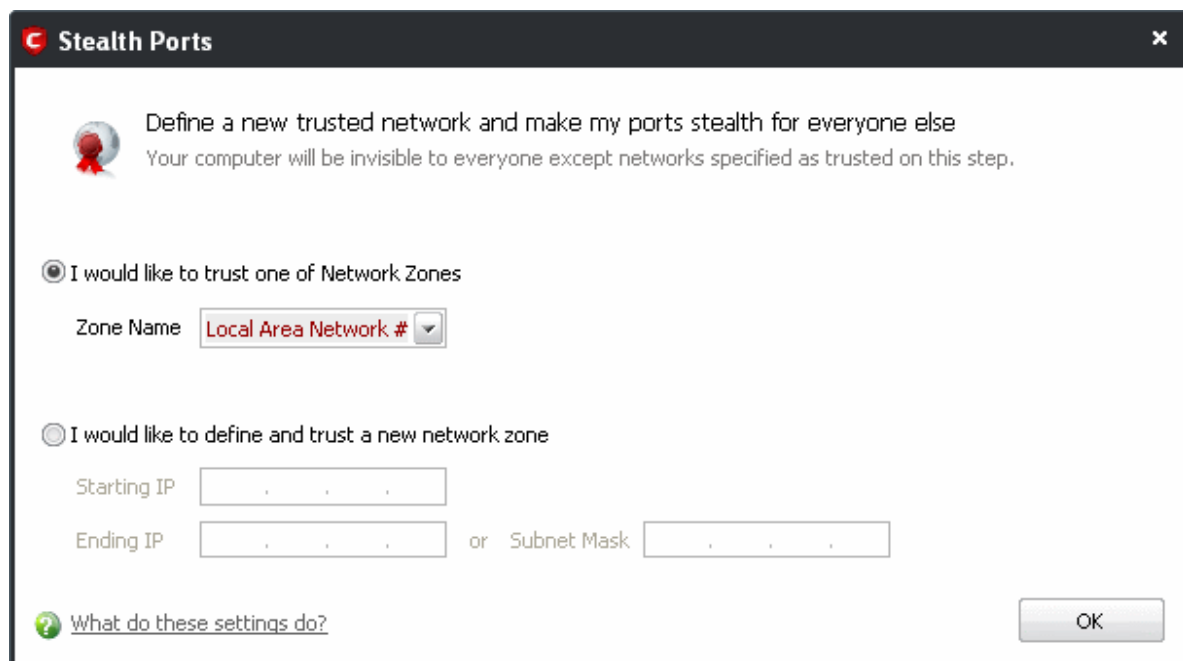 Stealth Ports
Define a new trusted network and make my ports stealth for everyone else
Your computer will be invisible to everyone except networks specified as trusted on this step.
I would like to trust one of Network Zones
Zone Name Local Area Network #
I would like to define and trust a new network zone
Starting IP . . .
Ending IP . . . or Subnet Mask . . .
What do these settings do? OK